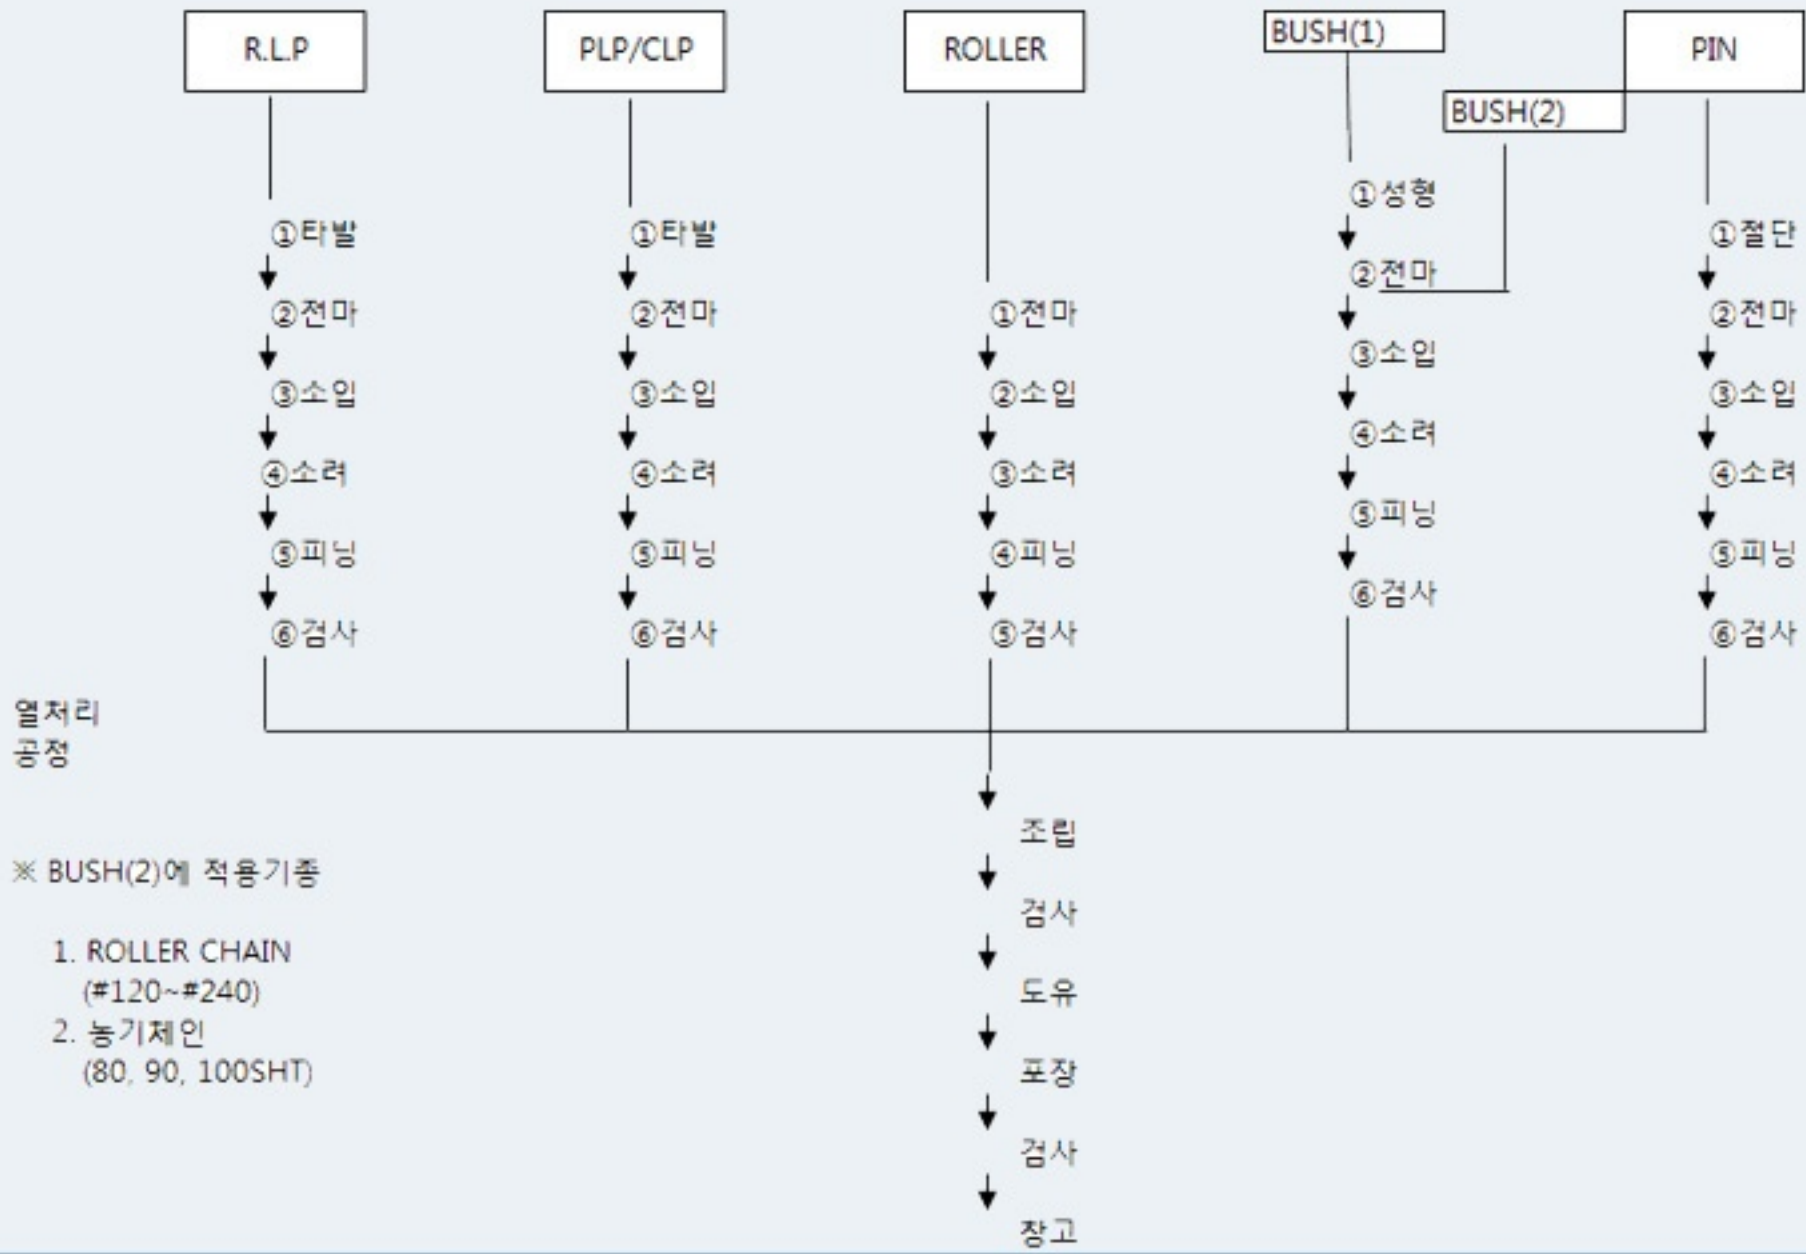 R.L.P
PLP/CLP
ROLLER
BUSH(1)
BUSH(2)
PIN
①타발
②전마
③소입
④소려
⑤피닝
⑥검사
①타발
②전마
③소입
④소려
⑤피닝
⑥검사
①전마
②소입
③소려
④피닝
⑤검사
①성형
②전마
③소입
④소려
⑤피닝
⑥검사
①절단
②전마
③소입
④소려
⑤피닝
⑥검사
열처리
공정
조립
검사
도유
포장
검사
창고
※ BUSH(2)에 적용기종
1. ROLLER CHAIN
(#120~#240)
2. 농기체인
(80, 90, 100SHT)